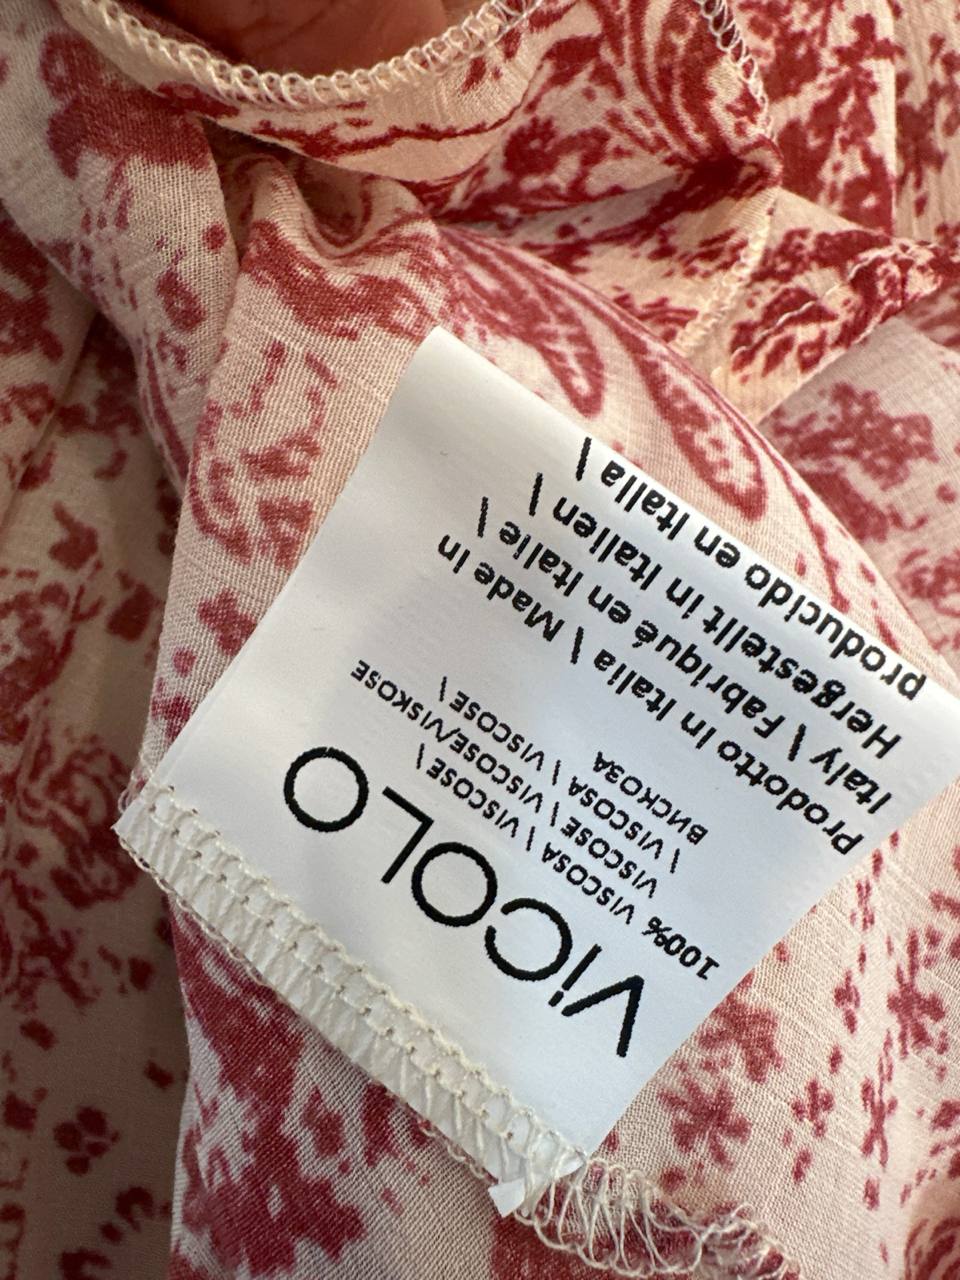 VICOLO
100% VISCOSA \ VISCOSE \
VISCOSE \ VISCOSE/VISKOSE
\ VISCOSA \ VISCOSE \
ВИСКОЗА
Prodotto In Italia \ Made In
Italy \ Fabriqué en Italie \
Hergestellt in Italien \
producido en Italia \